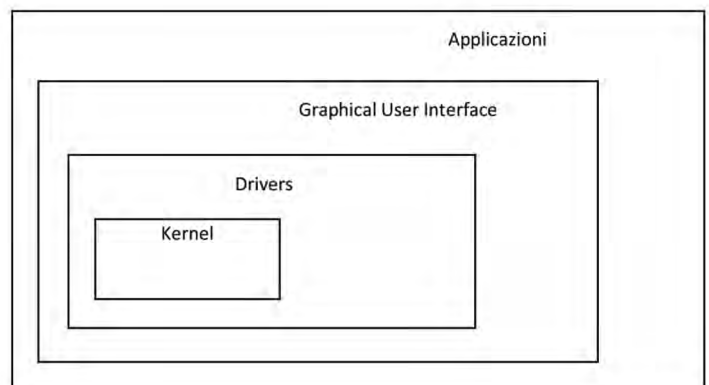 Applicazioni
Graphical User Interface
Drivers
Kernel